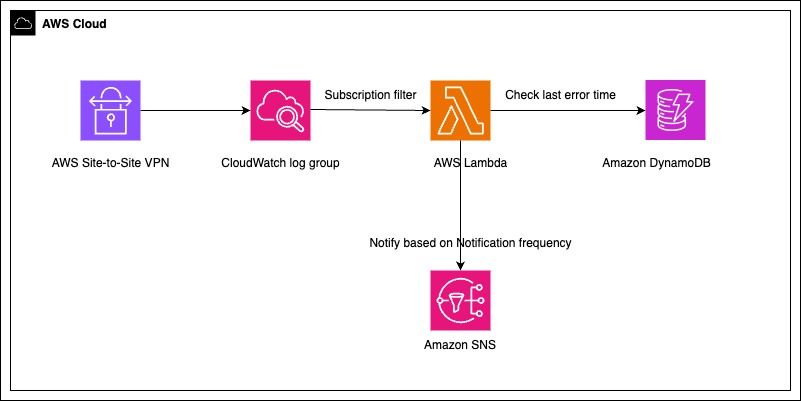 AWS Cloud
Subscription filter
Check last error time
AWS Site-to-Site VPN
CloudWatch log group
AWS Lambda
Amazon DynamoDB
Notify based on Notification frequency
Amazon SNS